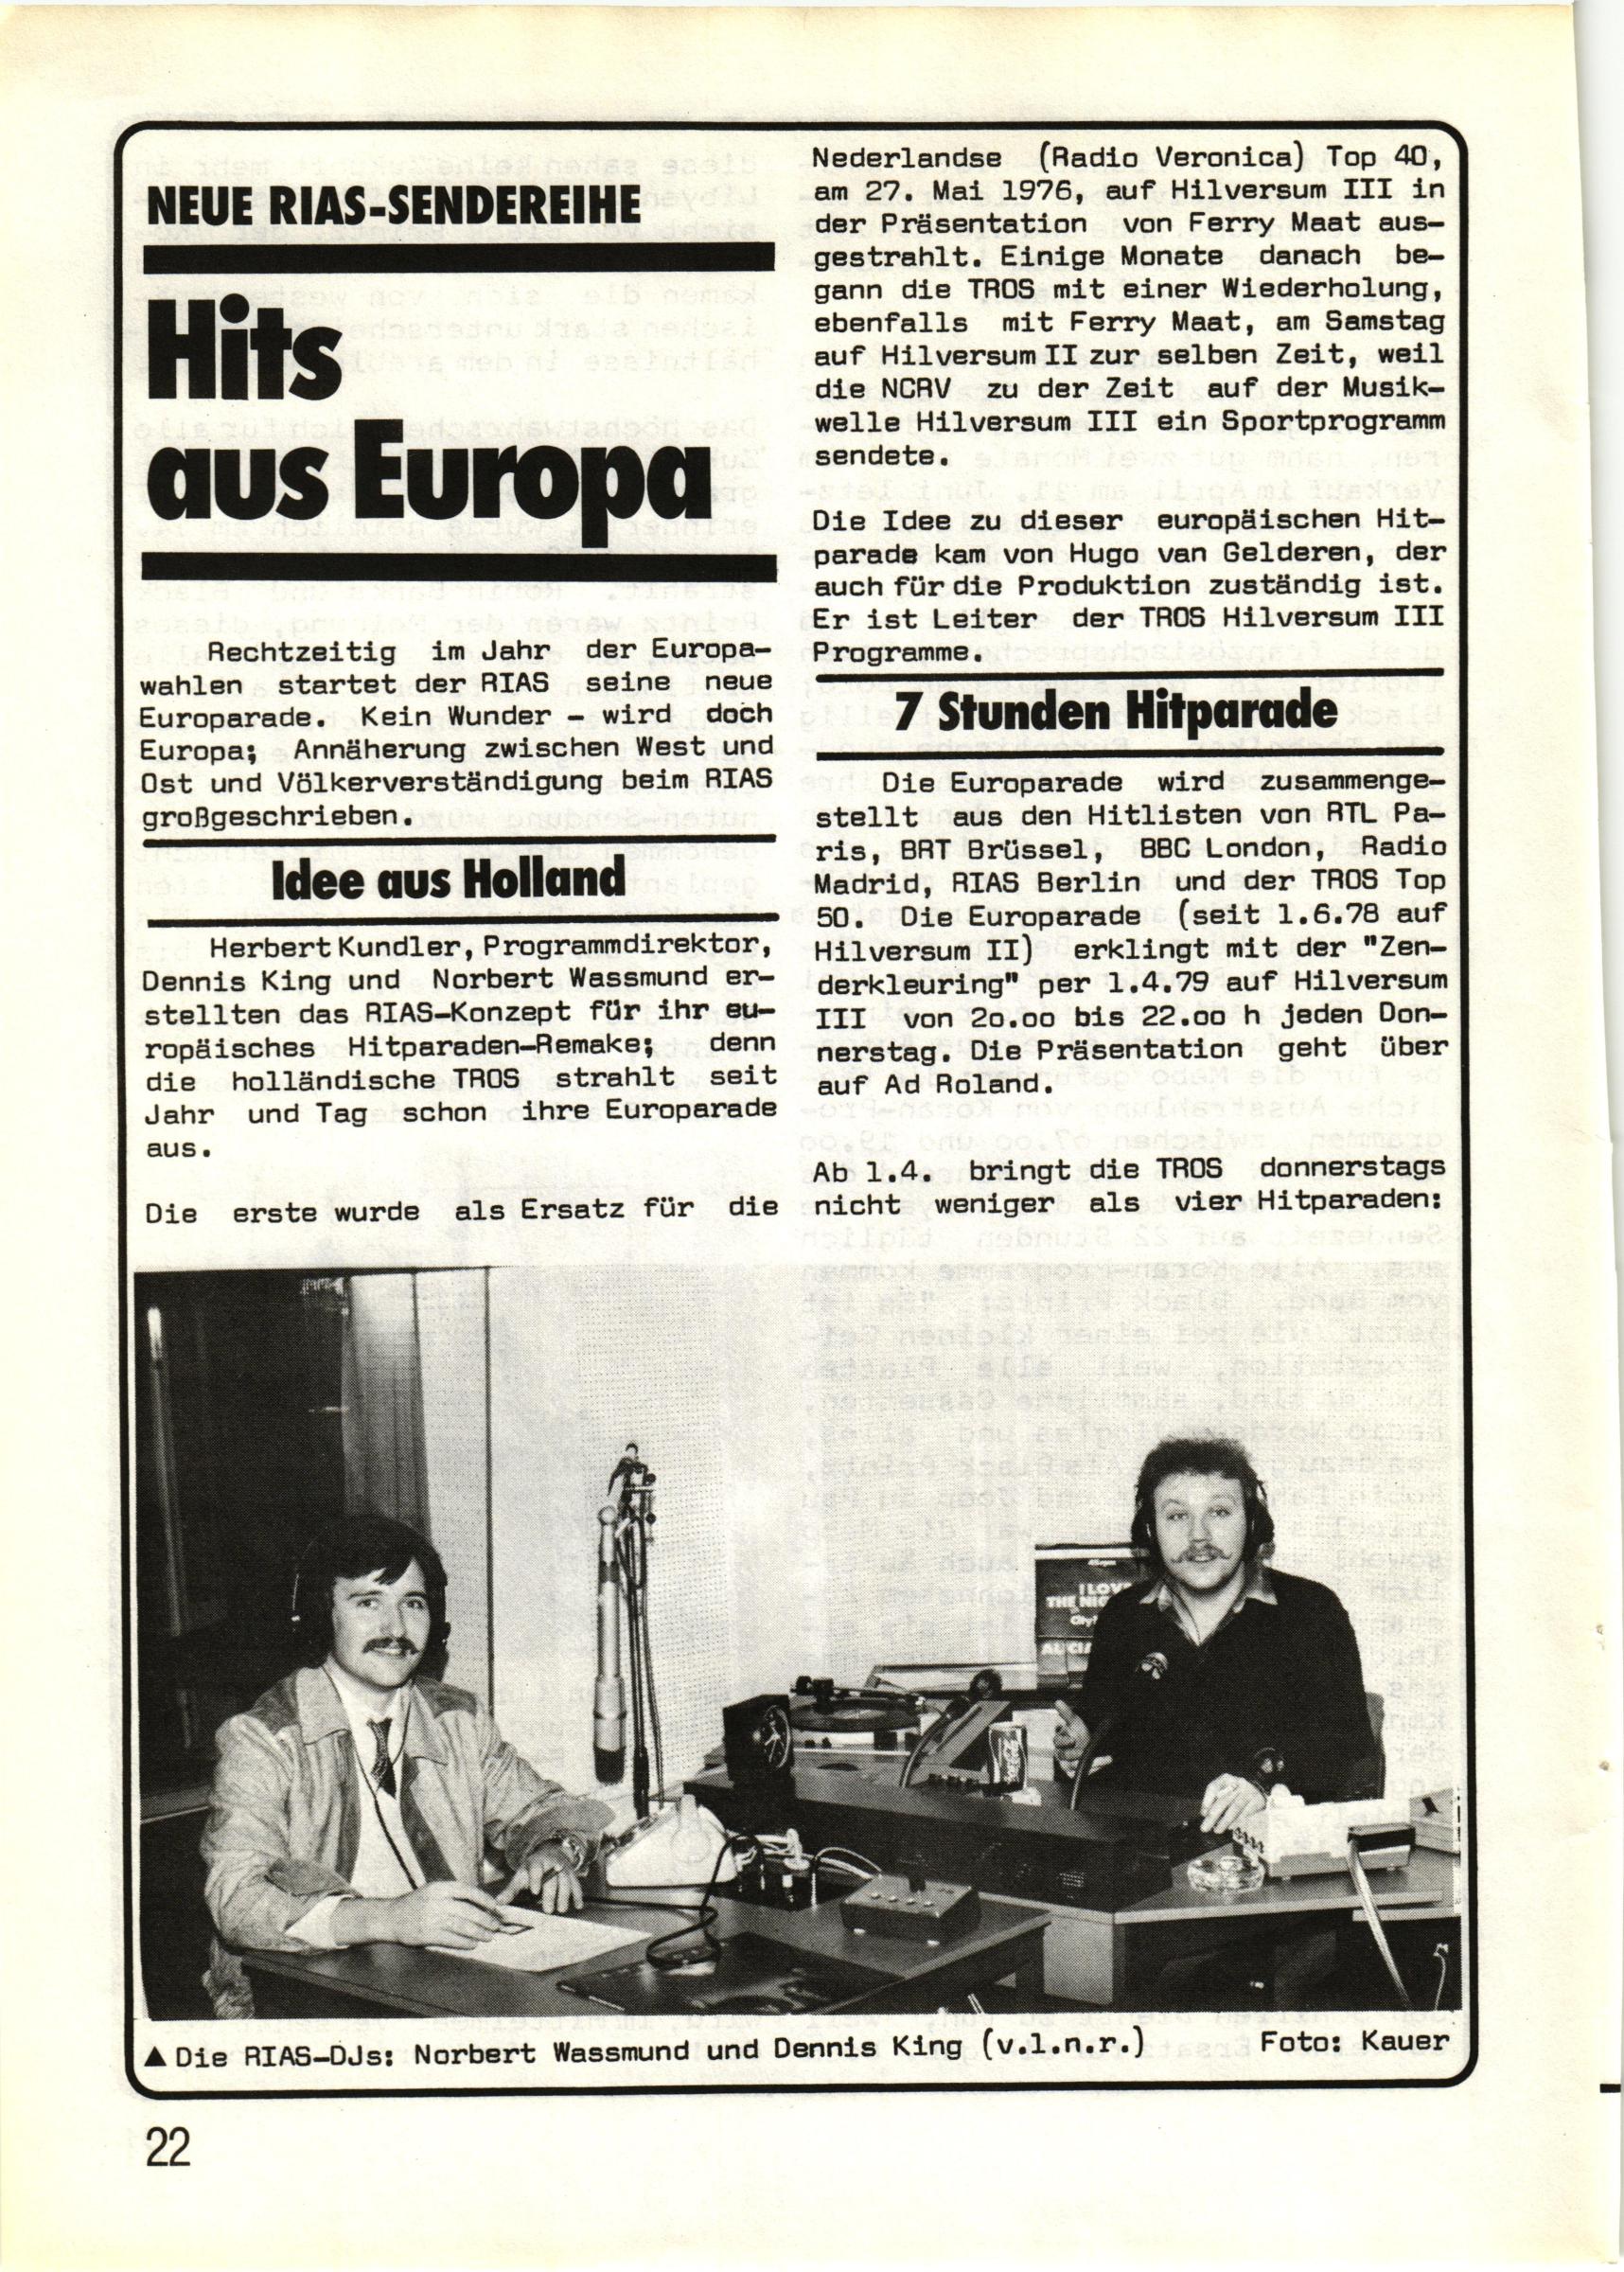 NEUE RIAS-SENDEREIHE
Hits
aus Europa
Rechtzeitig im Jahr der Europa-
wahlen startet der RIAS seine neue
Europarade. Kein Wunder - wird doch
Europa; Annäherung zwischen West und
Ost und Völkerverständigung beim RIAS
großgeschrieben.
Idee aus Holland
Herbert Kundler, Programmdirektor,
Dennis King und Norbert Wassmund er-
stellten das RIAS-Konzept für ihr eu-
ropäisches Hitparaden-Remake; denn
die holländische TROS strahlt seit
Jahr und Tag schon ihre Europarade
aus.
Die erste wurde als Ersatz für die
Nederlandse (Radio Veronica) Top 40,
am 27. Mai 1976, auf Hilversum III in
der Präsentation von Ferry Maat aus-
gestrahlt. Einige Monate danach be-
gann die TROS mit einer Wiederholung,
ebenfalls mit Ferry Maat, am Samstag
auf Hilversum II zur selben Zeit, weil
die NCRV zu der Zeit auf der Musik-
welle Hilversum III ein Sportprogramm
sendete.
Die Idee zu dieser europäischen Hit-
parade kam von Hugo van Gelderen, der
auch für die Produktion zuständig ist.
Er ist Leiter der TROS Hilversum III
Programme.
7 Stunden Hitparade
Die Europarade wird zusammenge-
stellt aus den Hitlisten von RTL Pa-
ris, BRT Brüssel, BBC London, Radio
Madrid, RIAS Berlin und der TROS Top
50. Die Europarade (seit 1.6.78 auf
Hilversum II) erklingt mit der "Zen-
derkleuring" per 1.4.79 auf Hilversum
III von 2o.oo bis 22.oo h jeden Don-
nerstag. Die Präsentation geht über
auf Ad Roland.
Ab 1.4. bringt die TROS donnerstags
nicht weniger als vier Hitparaden:
I LOV
THE NIG
▲ Die RIAS-DJs: Norbert Wassmund und Dennis King (v.l.n.r.) Foto: Kauer
22